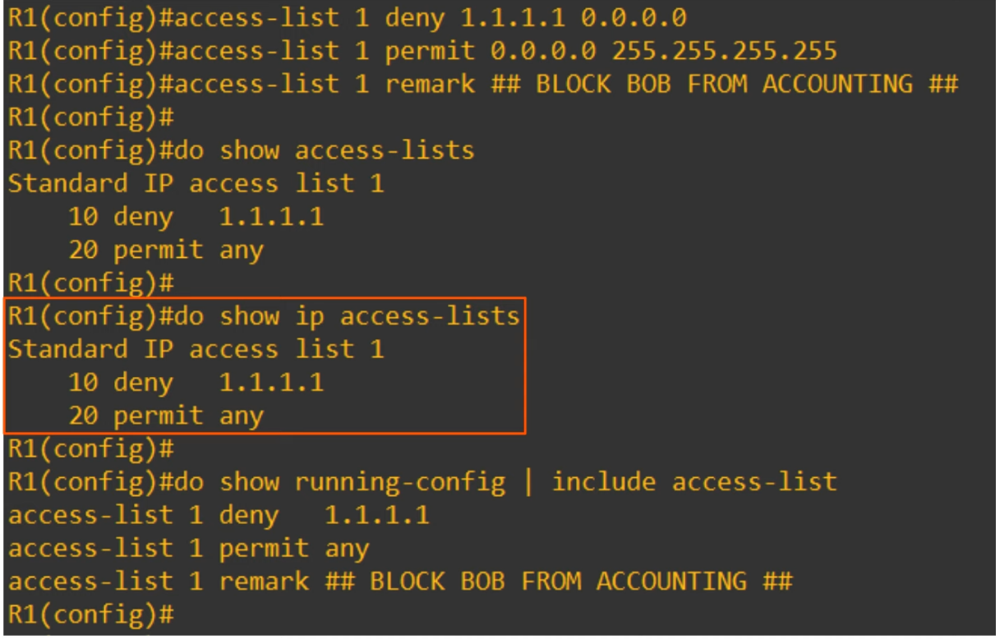 R1(config)#access-list 1 deny 1.1.1.1 0.0.0.0
R1(config)#access-list 1 permit 0.0.0.0 255.255.255.255
R1(config)#access-list 1 remark ## BLOCK BOB FROM ACCOUNTING ##
R1(config)#
R1(config)#do show access-lists
Standard IP access list 1
    10 deny   1.1.1.1
    20 permit any
R1(config)#
R1(config)#do show ip access-lists
Standard IP access list 1
    10 deny   1.1.1.1
    20 permit any
R1(config)#
R1(config)#do show running-config | include access-list
access-list 1 deny   1.1.1.1
access-list 1 permit any
access-list 1 remark ## BLOCK BOB FROM ACCOUNTING ##
R1(config)#